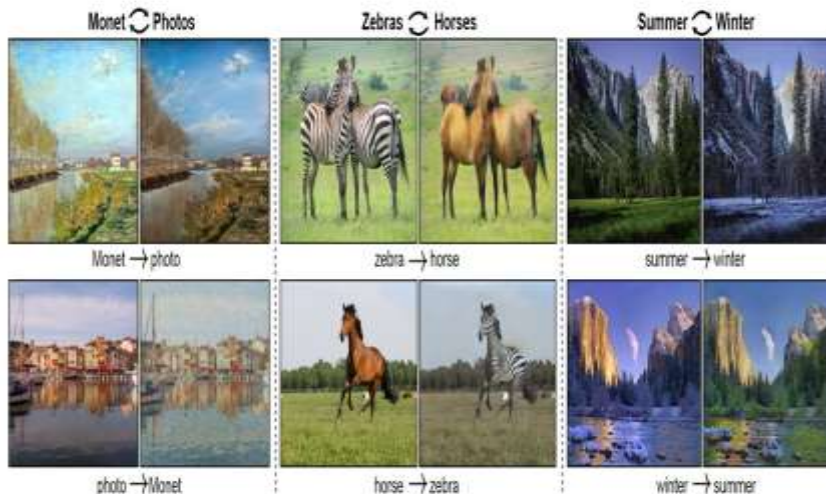 Monet Photos
Zebras Horses
Summer Winter
Monet → photo
zebra → horse
summer → winter
photo → Monet
horse → zebra
winter → summer